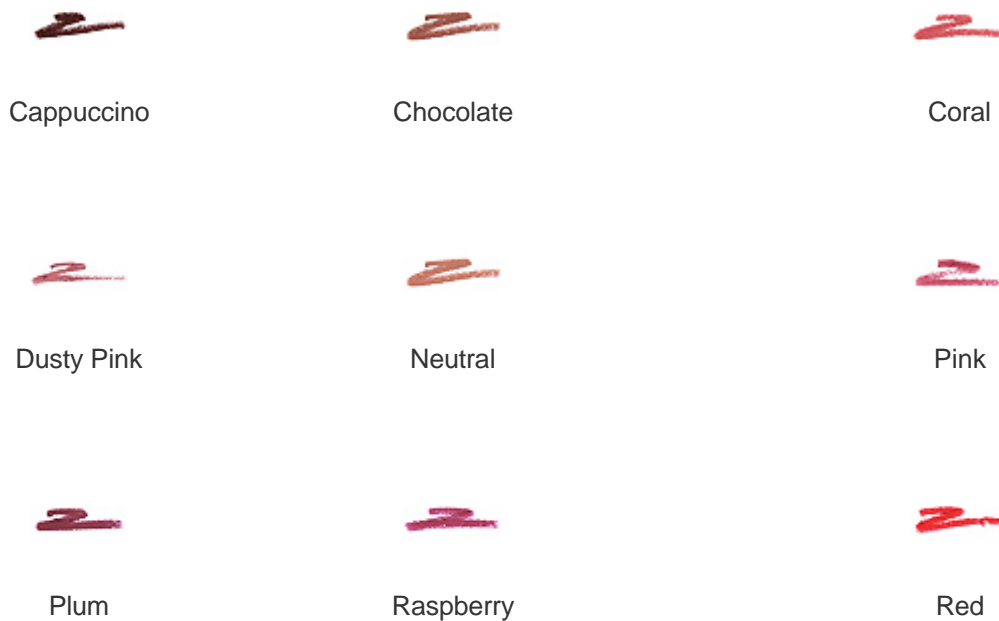 Cappuccino
Chocolate
Coral
Dusty Pink
Neutral
Pink
Plum
Raspberry
Red